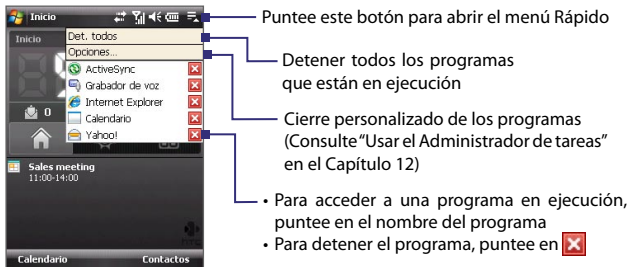 Inicio
Inicio
Det. todos
Opciones...
ActiveSync
Grabador de voz
Internet Explorer
Calendario
Yahoo!
0
Sales meeting
11:00-14:00
Calendario
Contactos
Puntee este botón para abrir el menú Rápido
Detener todos los programas
que están en ejecución
Cierre personalizado de los programas
(Consulte “Usar el Administrador de tareas”
en el Capítulo 12)
• Para acceder a una programa en ejecución,
puntee en el nombre del programa
• Para detener el programa, puntee en